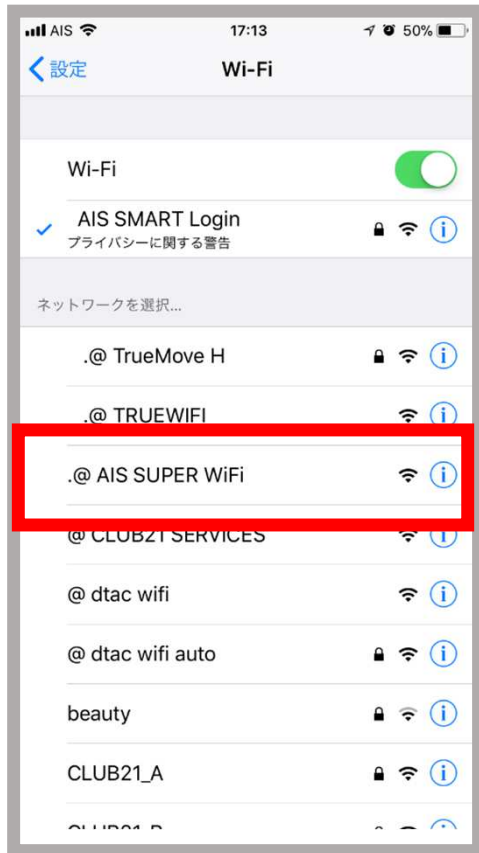 AIS 17:13 50%
設定 Wi-Fi
Wi-Fi
AIS SMART Login
プライバシーに関する警告
ネットワークを選択...
.@ TrueMove H
.@ TRUEWIFI
.@ AIS SUPER WiFi
@ CLUB21 SERVICES
@ dtac wifi
@ dtac wifi auto
beauty
CLUB21_A